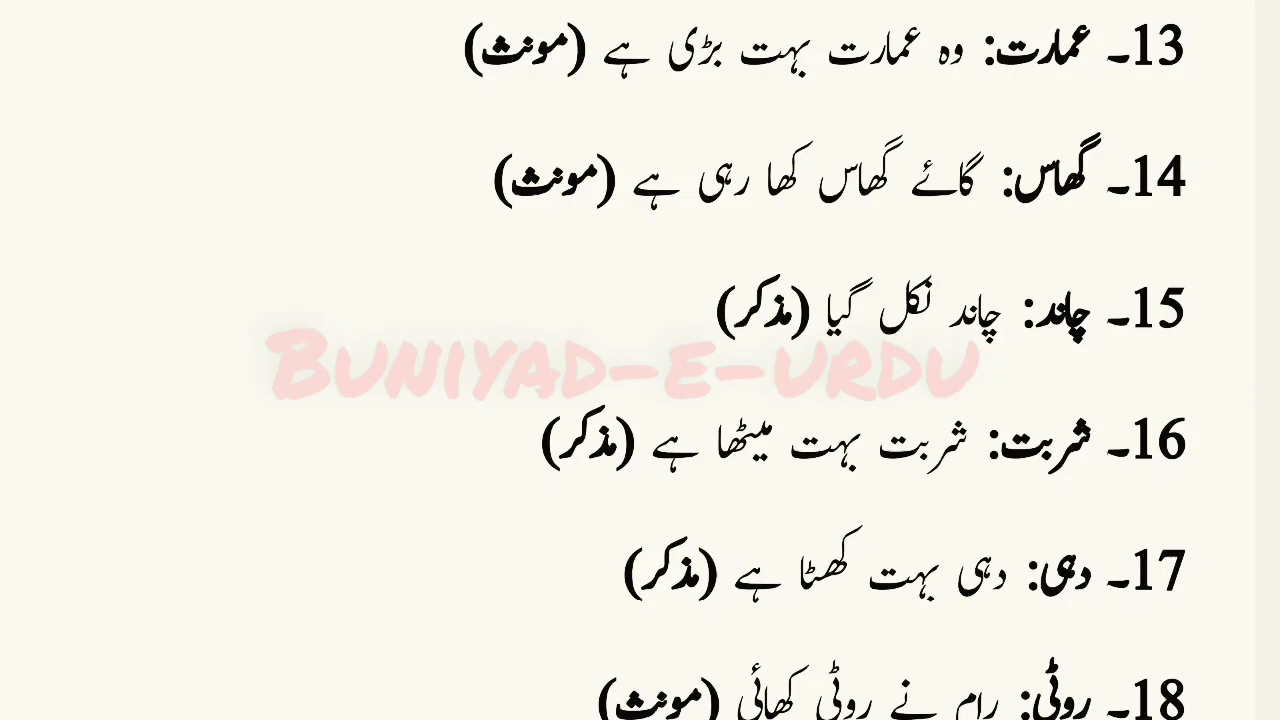 13۔ عمارت: وہ عمارت بہت بڑی ہے (مونث)
14۔ گھاس: گائے گھاس کھا رہی ہے (مونث)
15۔ چاند: چاند نکل گیا (مذکر)
BUNIYAD-E-URDU
16۔ شربت: شربت بہت میٹھا ہے (مذکر)
17۔ دہی: دہی بہت کھٹا ہے (مذکر)
18۔ روٹی: رام نے روٹی کھائی (مونث)